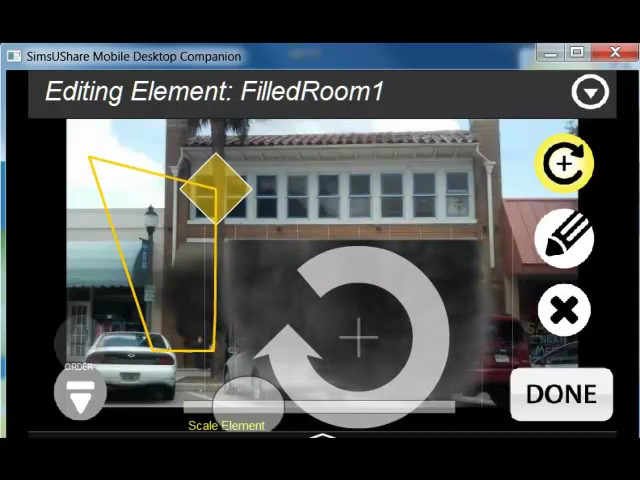 SimsUShare Mobile Desktop Companion
Editing Element: FilledRoom1
ORDER
DONE
Scale Element